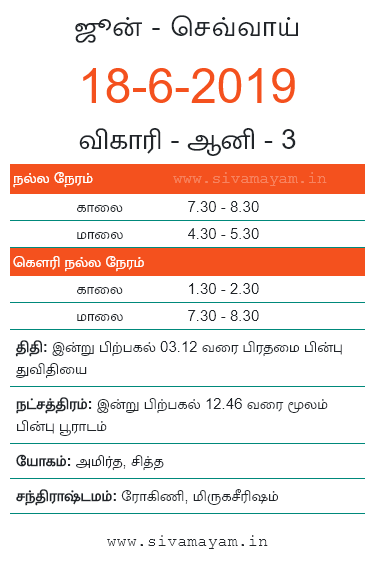 ஜூன் - செவ்வாய்
18-6-2019
விகாரி - ஆனி - 3
நல்ல நேரம் www.sivamayam.in
காலை 7.30 - 8.30
மாலை 4.30 - 5.30
கௌரி நல்ல நேரம்
காலை 1.30 - 2.30
மாலை 7.30 - 8.30
திதி: இன்று பிற்பகல் 03.12 வரை பிரதமை பின்பு
துவிதியை
நட்சத்திரம்: இன்று பிற்பகல் 12.46 வரை மூலம்
பின்பு பூராடம்
யோகம்: அமிர்த, சித்த
சந்திராஷ்டமம்: ரோகிணி, மிருகசீரிஷம்
www.sivamayam.in